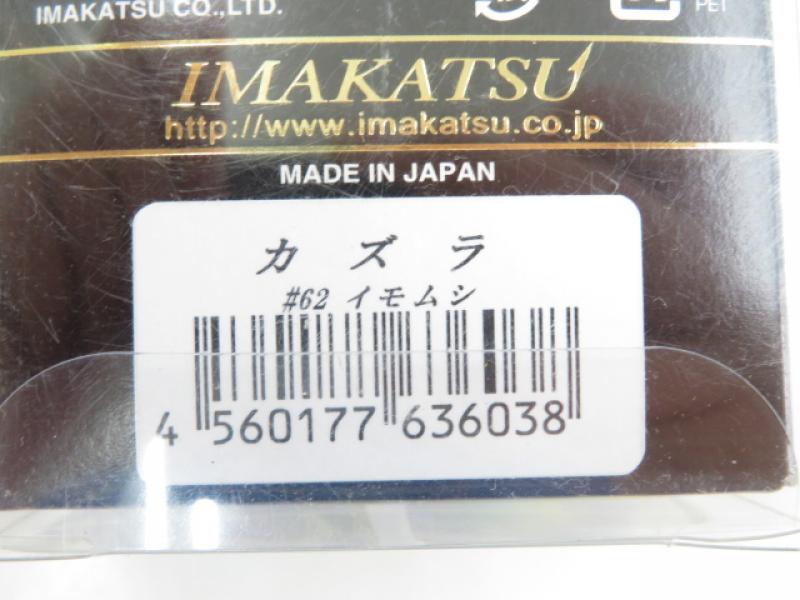 IMAKATSU CO.,LTD.
PET
IMAKATSU
http://www.imakatsu.co.jp
MADE IN JAPAN
カズラ
#62 イモムシ
4 560177 636038